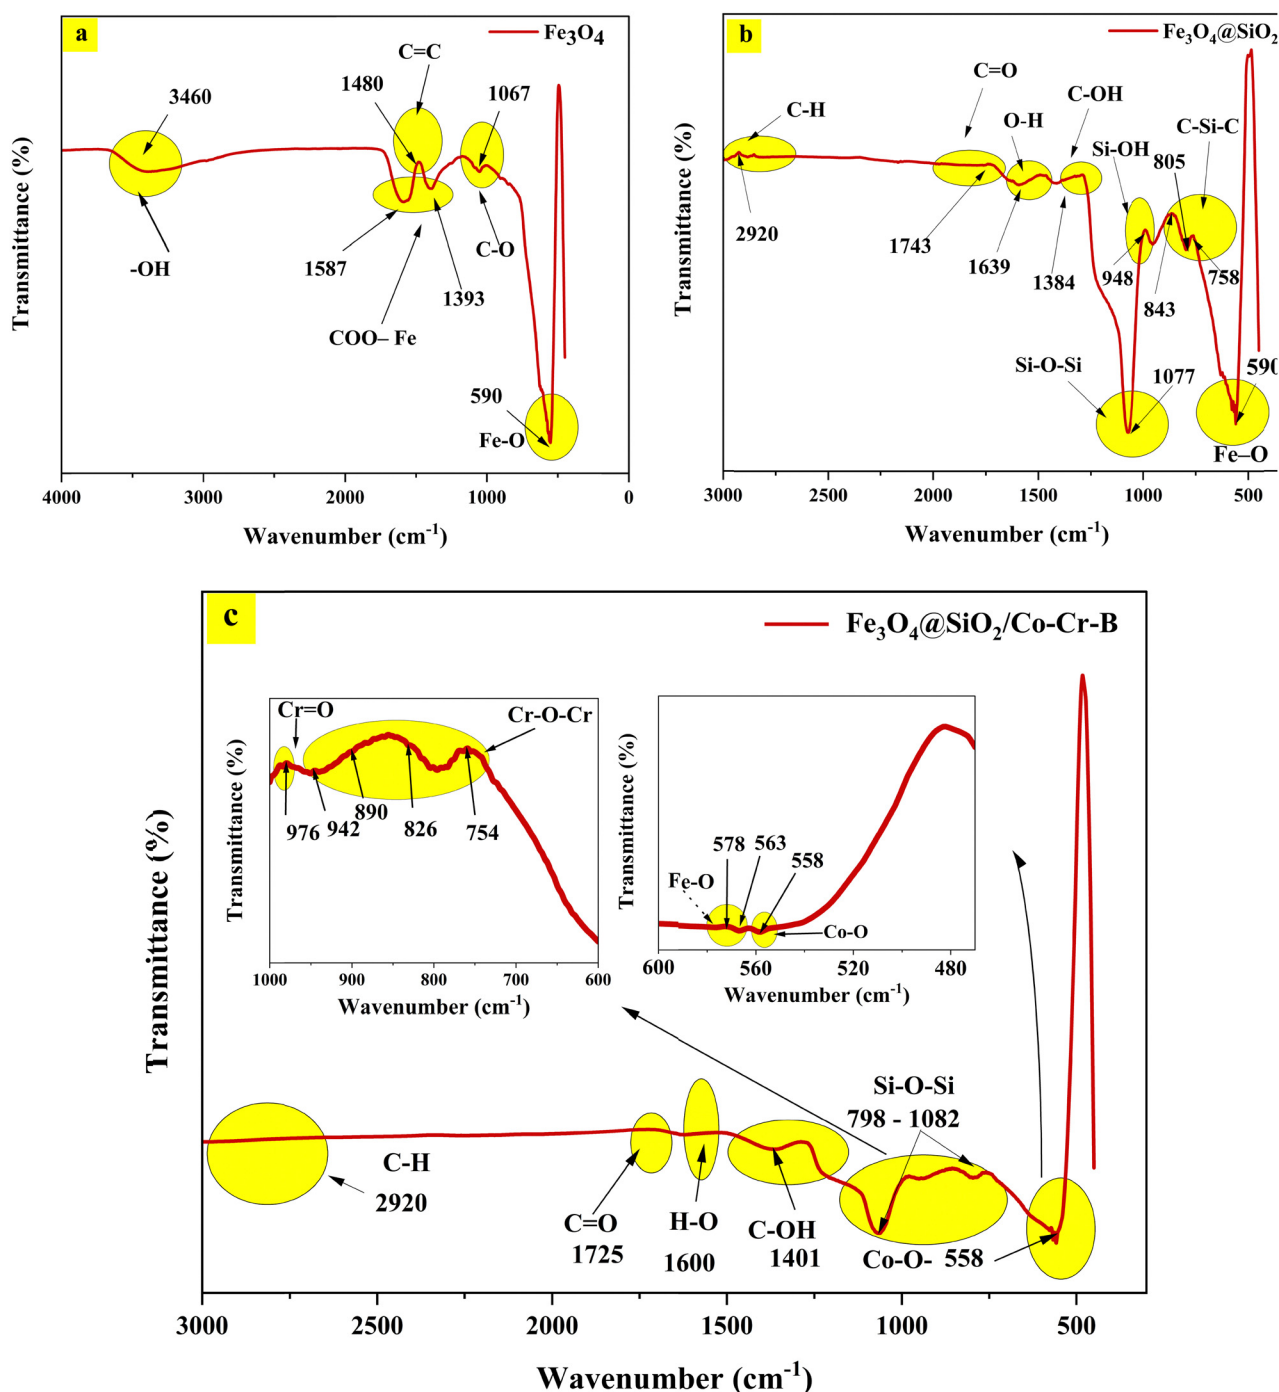 a
Fe3O4
C=C
1480
1067
3460
-OH
1587
1393
C-O
COO– Fe
590
Fe-O
Transmittance (%)
4000 3000 2000 1000 0
Wavenumber (cm-1)
b
Fe3O4@SiO2
C=O
C-H
C-OH
O-H
C-Si-C
Si-OH
805
2920
1743
1639
1384
948
843
758
Si-O-Si
1077
590
Fe–O
Transmittance (%)
3000 2500 2000 1500 1000 500
Wavenumber (cm-1)
c
Fe3O4@SiO2/Co-Cr-B
Cr=O
Cr-O-Cr
976
942
890
826
754
Transmittance (%)
1000 900 800 700 600
Wavenumber (cm-1)
578
563
558
Fe-O
Co-O
Transmittance (%)
600 560 520 480
Wavenumber (cm-1)
Si-O-Si
798 - 1082
C-H
2920
C=O
1725
H-O
1600
C-OH
1401
Co-O- 558
Transmittance (%)
3000 2500 2000 1500 1000 500
Wavenumber (cm-1)